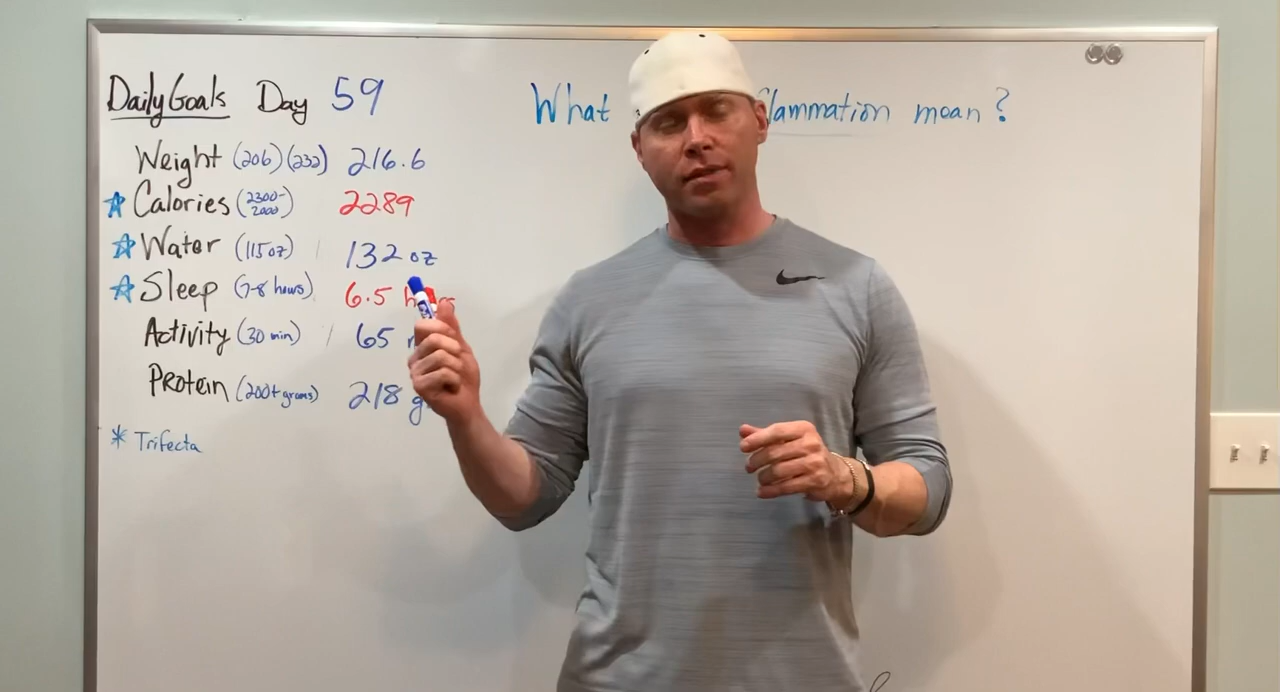 Daily Goals Day 59
What flammation mean?
Weight (206) (232) 216.6
Calories (2300-2000) 2289
Water (115oz) 132 oz
Sleep (7-8 hours) 6.5
Activity (30 min) 65
Protein (200+ grams) 218
* Trifecta